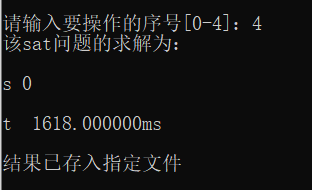 请输入要操作的序号[0-4]：4
该sat问题的求解为：
s 0
t  1618.000000ms
结果已存入指定文件